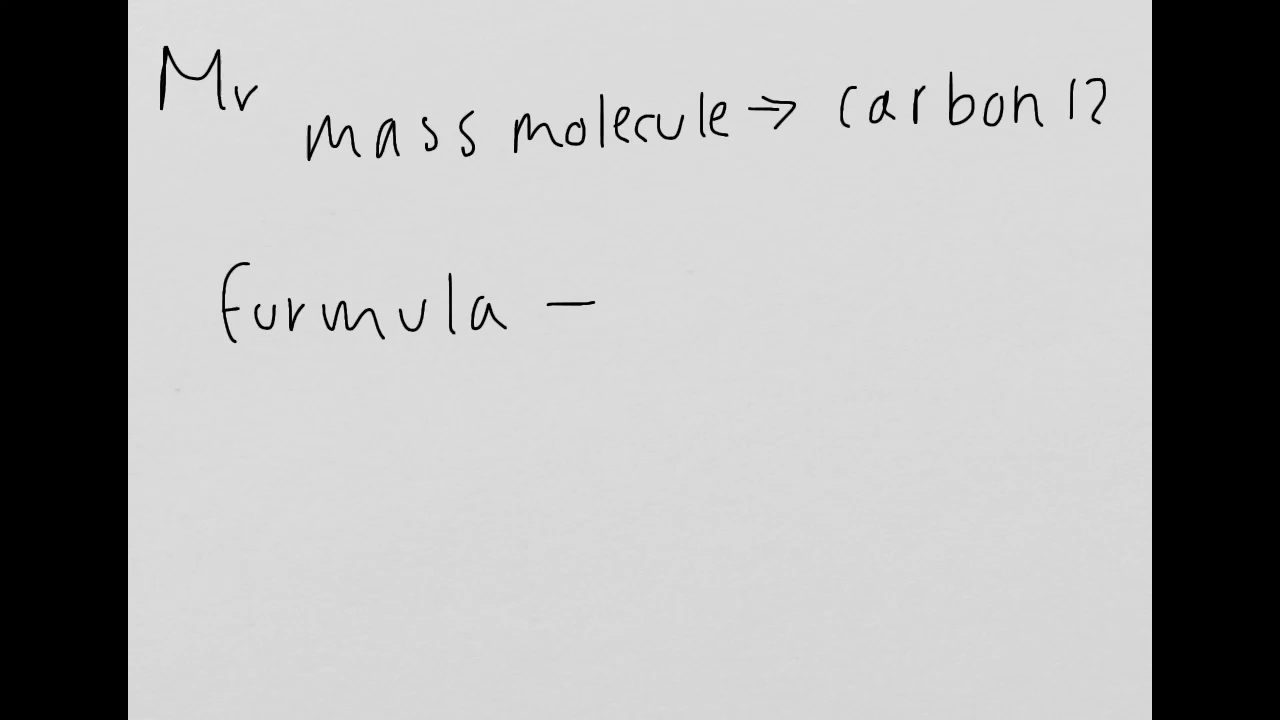 Mr
mass molecule → carbon 12
formula –